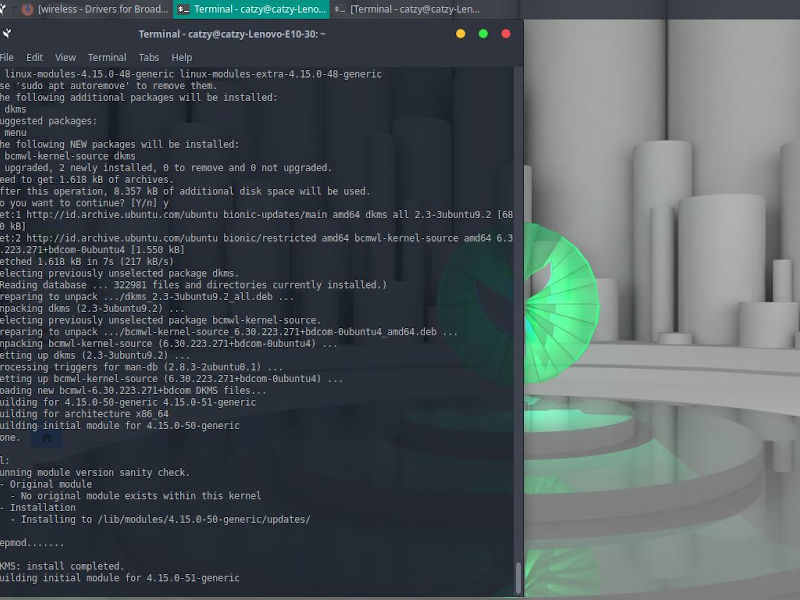 [wireless - Drivers for Broad... Terminal - catzy@catzy-Leno... [Terminal - catzy@catzy-Len...
Terminal - catzy@catzy-Lenovo-E10-30: ~
File Edit View Terminal Tabs Help
linux-modules-4.15.0-48-generic linux-modules-extra-4.15.0-48-generic
se 'sudo apt autoremove' to remove them.
he following additional packages will be installed:
dkms
uggested packages:
menu
he following NEW packages will be installed:
bcmwl-kernel-source dkms
upgraded, 2 newly installed, 0 to remove and 0 not upgraded.
eed to get 1.618 kB of archives.
fter this operation, 8.357 kB of additional disk space will be used.
o you want to continue? [Y/n] y
et:1 http://id.archive.ubuntu.com/ubuntu bionic-updates/main amd64 dkms all 2.3-3ubuntu9.2 [68
0 kB]
et:2 http://id.archive.ubuntu.com/ubuntu bionic/restricted amd64 bcmwl-kernel-source amd64 6.3
.223.271+bdcom-0ubuntu4 [1.550 kB]
etched 1.618 kB in 7s (217 kB/s)
electing previously unselected package dkms.
Reading database ... 322981 files and directories currently installed.)
reparing to unpack .../dkms_2.3-3ubuntu9.2_all.deb ...
npacking dkms (2.3-3ubuntu9.2) ...
electing previously unselected package bcmwl-kernel-source.
reparing to unpack .../bcmwl-kernel-source_6.30.223.271+bdcom-0ubuntu4_amd64.deb ...
npacking bcmwl-kernel-source (6.30.223.271+bdcom-0ubuntu4) ...
etting up dkms (2.3-3ubuntu9.2) ...
rocessing triggers for man-db (2.8.3-2ubuntu0.1) ...
etting up bcmwl-kernel-source (6.30.223.271+bdcom-0ubuntu4) ...
oading new bcmwl-6.30.223.271+bdcom DKMS files...
uilding for 4.15.0-50-generic 4.15.0-51-generic
uilding for architecture x86_64
uilding initial module for 4.15.0-50-generic
one.
l:
unning module version sanity check.
- Original module
- No original module exists within this kernel
- Installation
- Installing to /lib/modules/4.15.0-50-generic/updates/
epmod.......
KMS: install completed.
uilding initial module for 4.15.0-51-generic